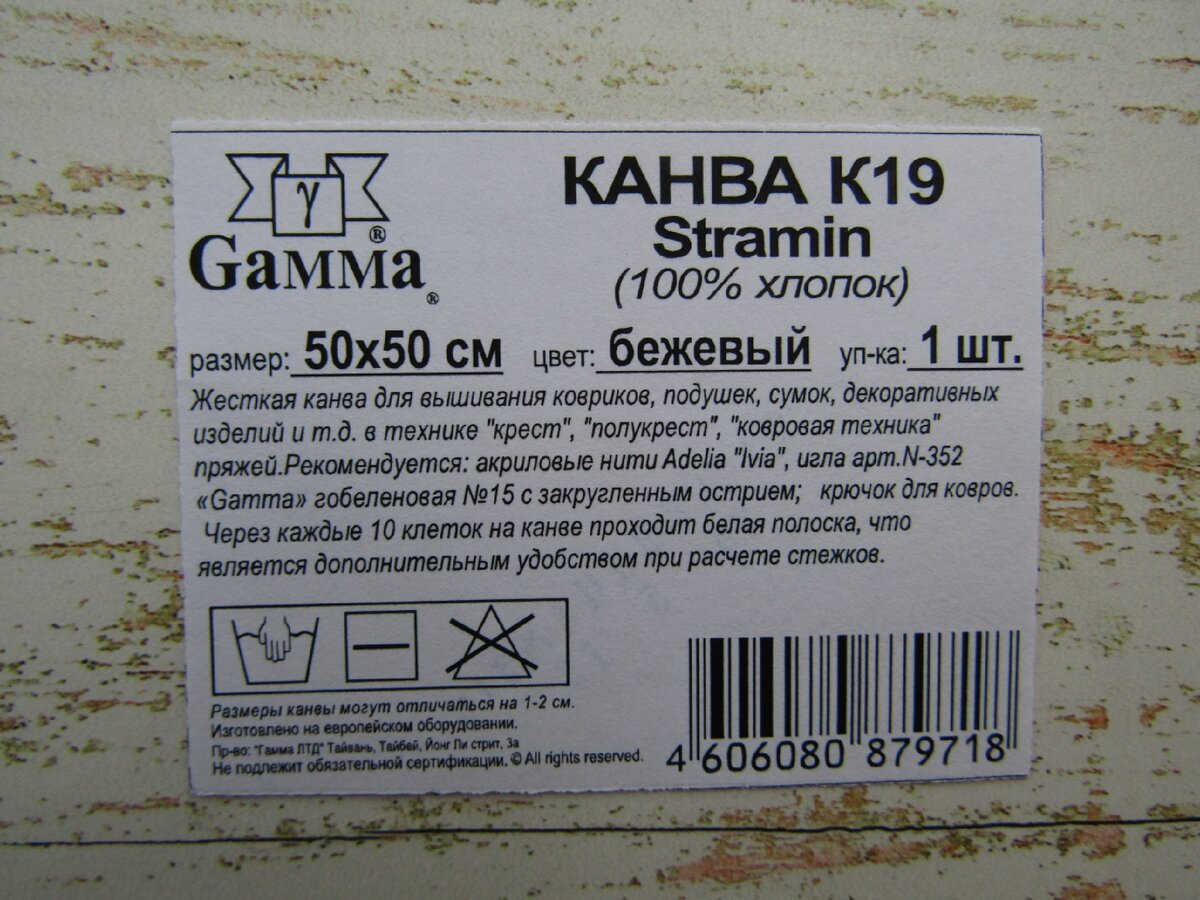 γ
GaMMa®
КАНВА К19
Stramin
(100% хлопок)
размер: 50х50 см цвет: бежевый уп-ка: 1 шт.
Жесткая канва для вышивания ковриков, подушек, сумок, декоративных
изделий и т.д. в технике "крест", "полукрест", "ковровая техника"
пряжей.Рекомендуется: акриловые нити Adelia "Ivia", игла арт.N-352
«Gamma» гобеленовая №15 с закругленным острием; крючок для ковров.
Через каждые 10 клеток на канве проходит белая полоска, что
является дополнительным удобством при расчете стежков.
Размеры канвы могут отличаться на 1-2 см.
Изготовлено на европейском оборудовании.
Пр-во: "Гамма ЛТД" Тайвань, Тайбей, Йонг Ли стрит, 3а
Не подлежит обязательной сертификации. © All rights reserved.
4 606080 879718